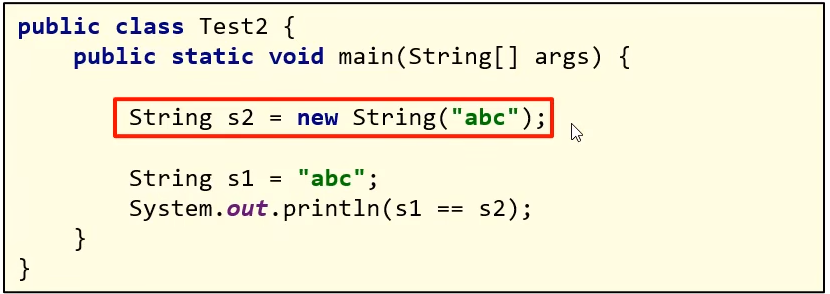 public class Test2 {
    public static void main(String[] args) {
        String s2 = new String("abc");
        String s1 = "abc";
        System.out.println(s1 == s2);
    }
}